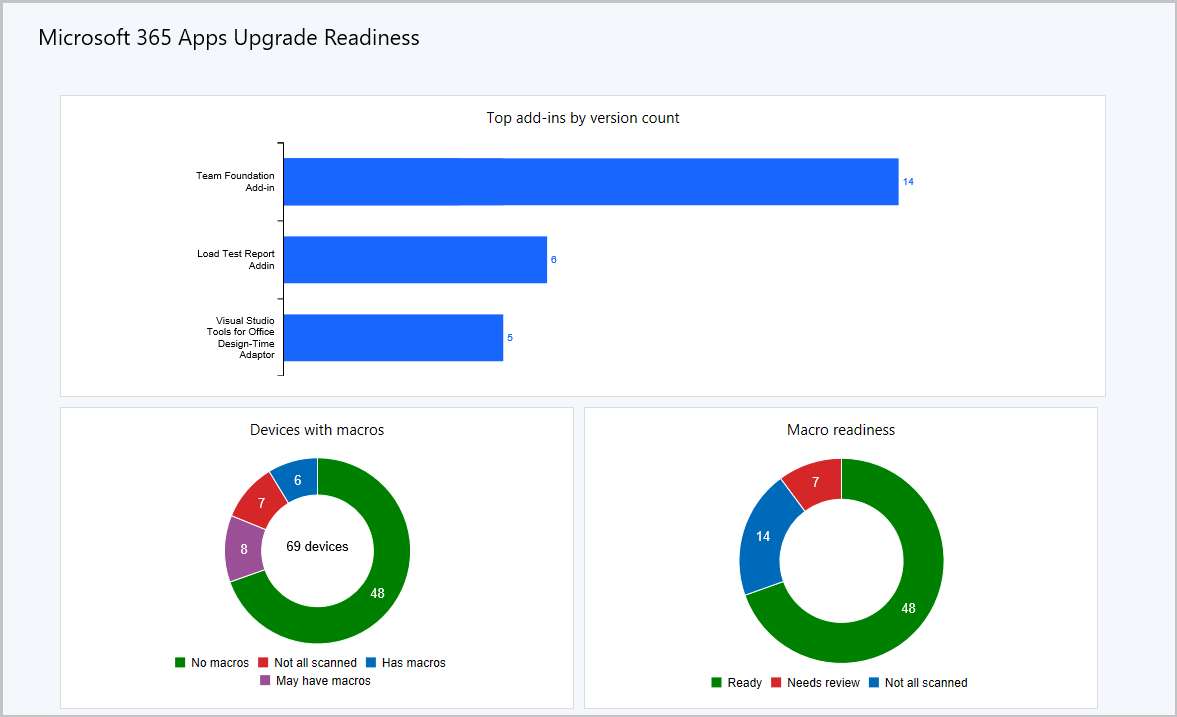 Microsoft 365 Apps Upgrade Readiness
Top add-ins by version count
Team Foundation
Add-in
14
Load Test Report
Addin
6
Visual Studio
Tools for Office
Design-Time
Adaptor
5
Devices with macros
6
7
8
69 devices
48
No macros Not all scanned Has macros
May have macros
Macro readiness
7
14
48
Ready Needs review Not all scanned